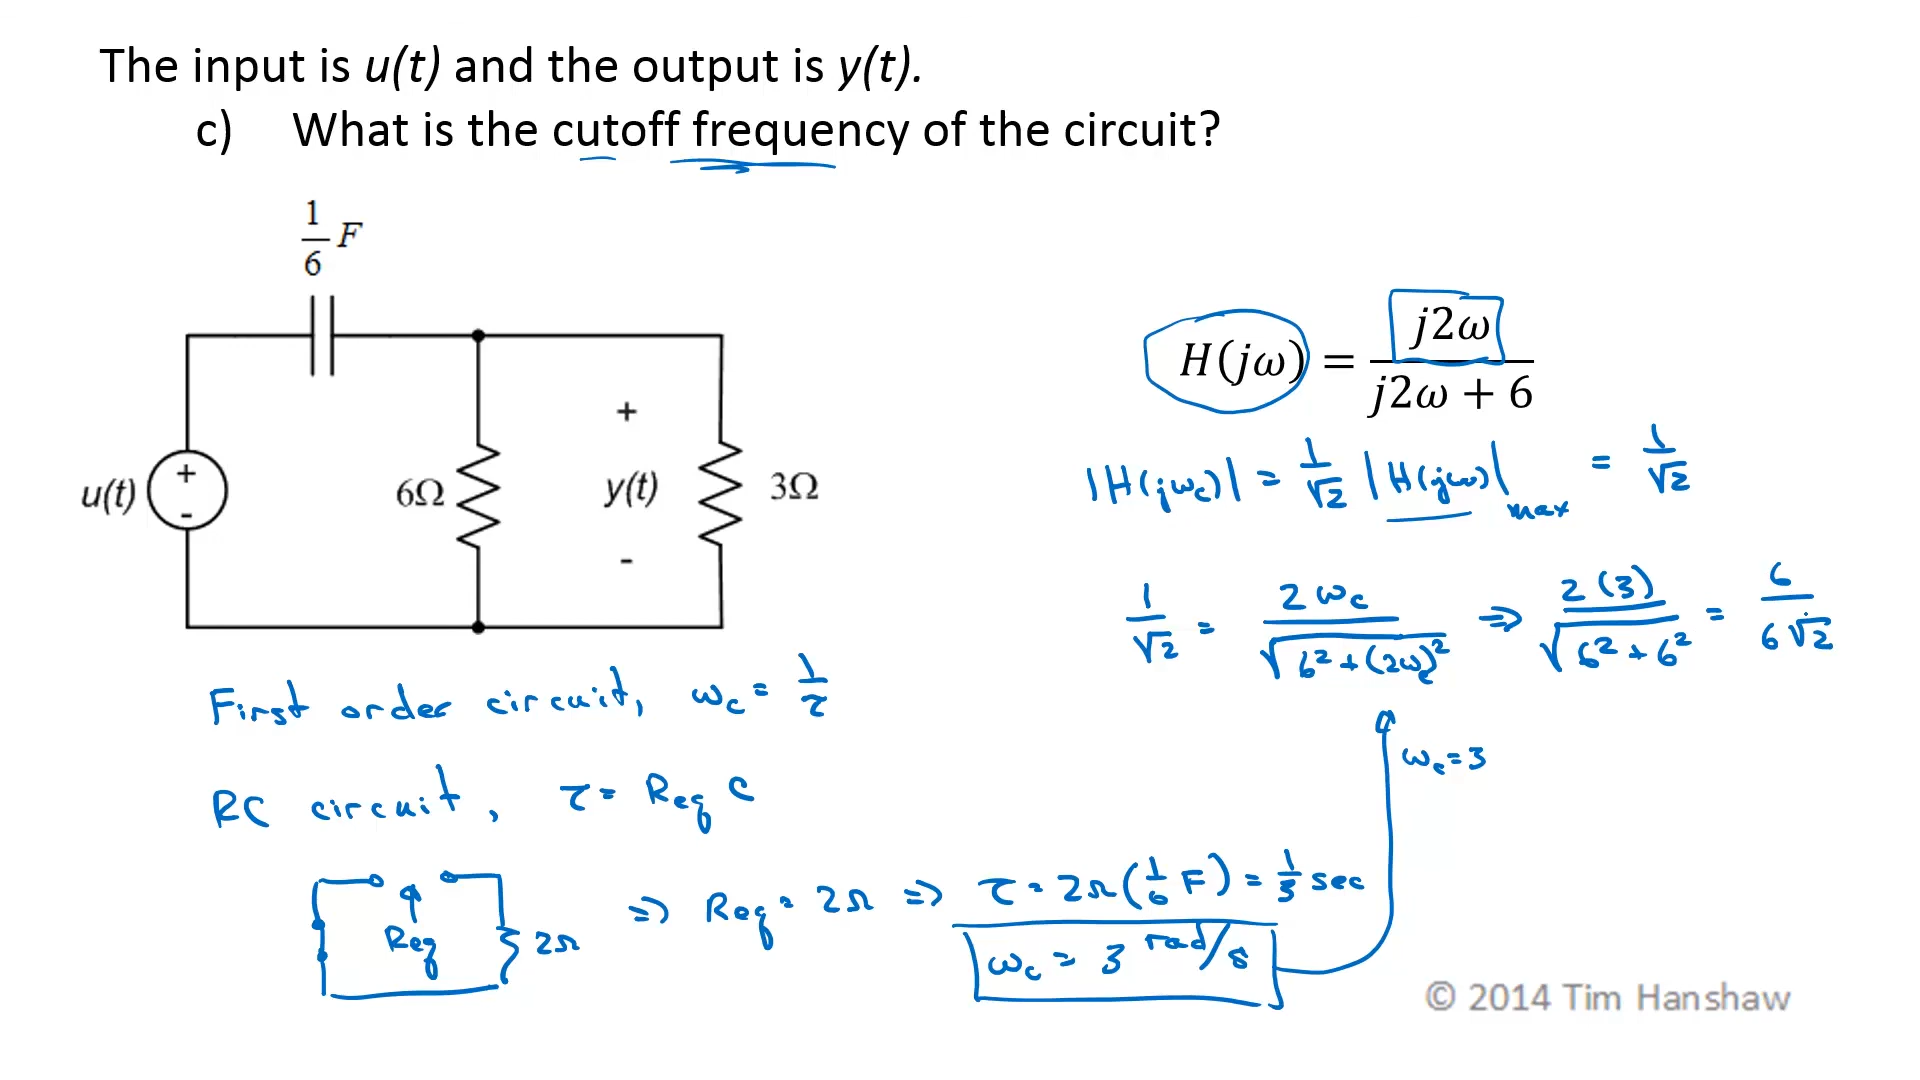 The input is u(t) and the output is y(t).
c) What is the cutoff frequency of the circuit?
1/6 F
H(jω) = j2ω / (j2ω + 6)
+
u(t)
+
-
6Ω
y(t)
3Ω
-
|H(jωc)| = 1/√2 |H(jω)|max = 1/√2
1/√2 = 2ωc / √(6² + (2ωc)²) ⇒ 2(3) / √(6² + 6²) = 6 / 6√2
First order circuit, ωc = 1/τ
ωc = 3
RC circuit, τ = Req C
Req
2Ω
⇒ Req = 2Ω ⇒ τ = 2Ω(1/6 F) = 1/3 sec
ωc = 3 rad/s
© 2014 Tim Hanshaw